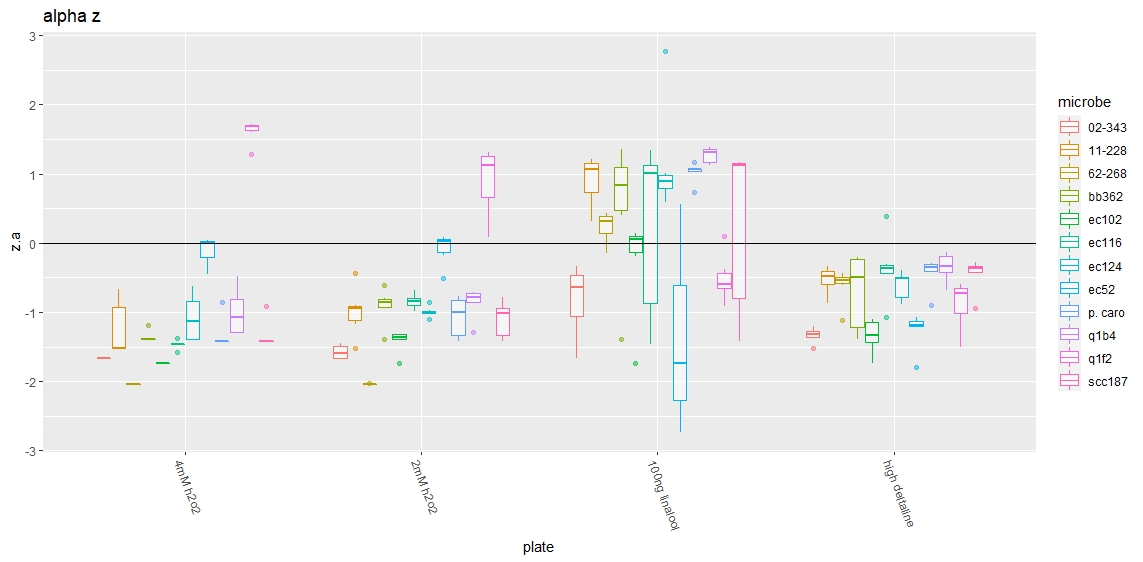 alpha z
3
2
1
0
-1
-2
-3
z.a
4mM h2o2
2mM h2o2
100ng linalool
high deltaline
plate
microbe
02-343
11-228
62-268
bb362
ec102
ec116
ec124
ec52
p. caro
q1b4
q1f2
scc187